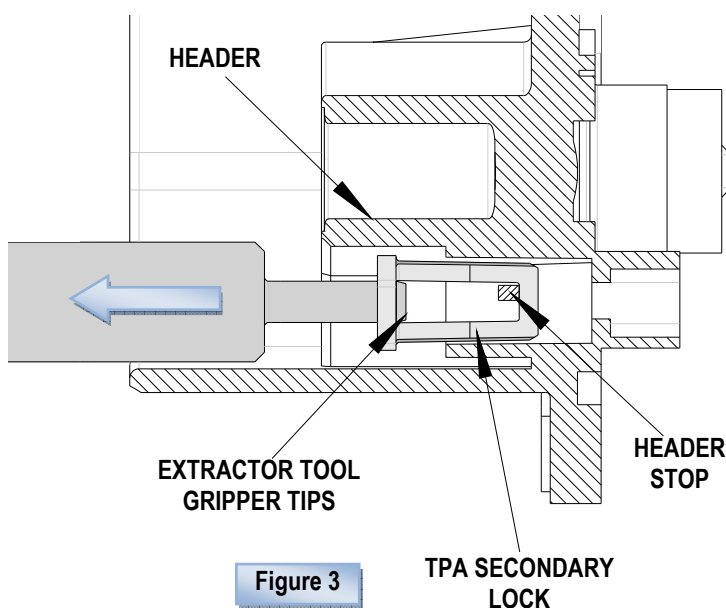 HEADER
HEADER
STOP
EXTRACTOR TOOL
GRIPPER TIPS
TPA SECONDARY
LOCK
Figure 3